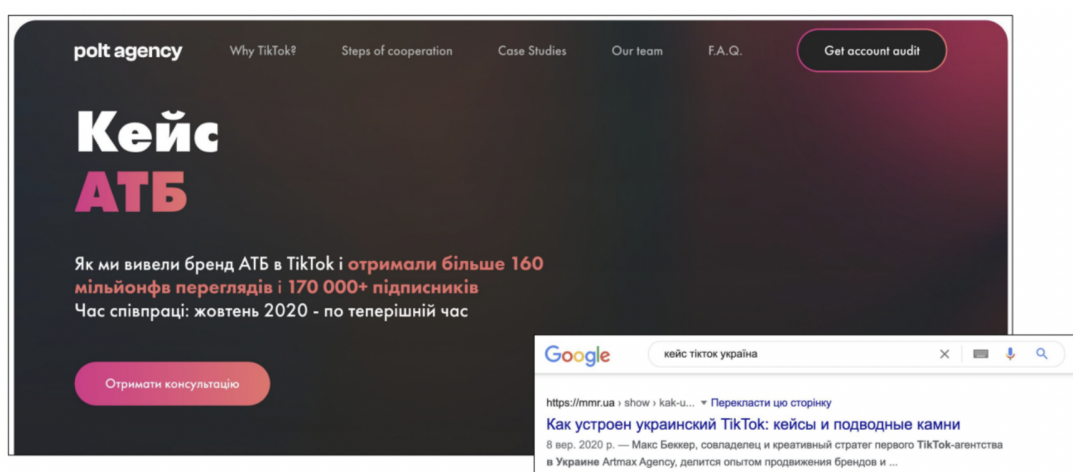 polt agency
Why TikTok?
Steps of cooperation
Case Studies
Our team
F.A.Q.
Get account audit
Кейс
АТБ
Як ми вивели бренд АТБ в TikTok і отримали більше 160
мільйонфв переглядів і 170 000+ підписників
Час співпраці: жовтень 2020 - по теперішній час
Отримати консультацію
Google
кейс тікток україна
https://mmr.ua › show › kak-u... Перекласти цю сторінку
Как устроен украинский TikTok: кейсы и подводные камни
8 вер. 2020 р. — Макс Беккер, совладелец и креативный стратег первого TikTok-агентства
в Украине Artmax Agency, делится опытом продвижения брендов и ...